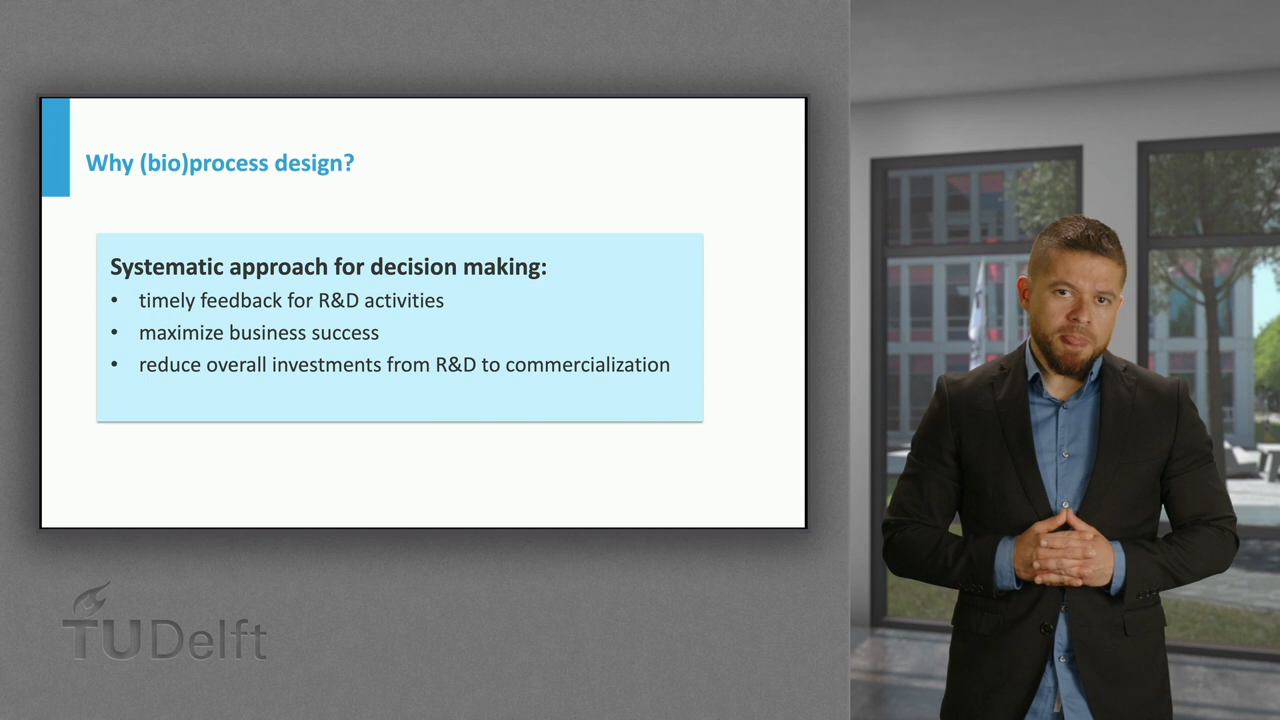 Why (bio)process design?
Systematic approach for decision making:
• timely feedback for R&D activities
• maximize business success
• reduce overall investments from R&D to commercialization
TUDelft